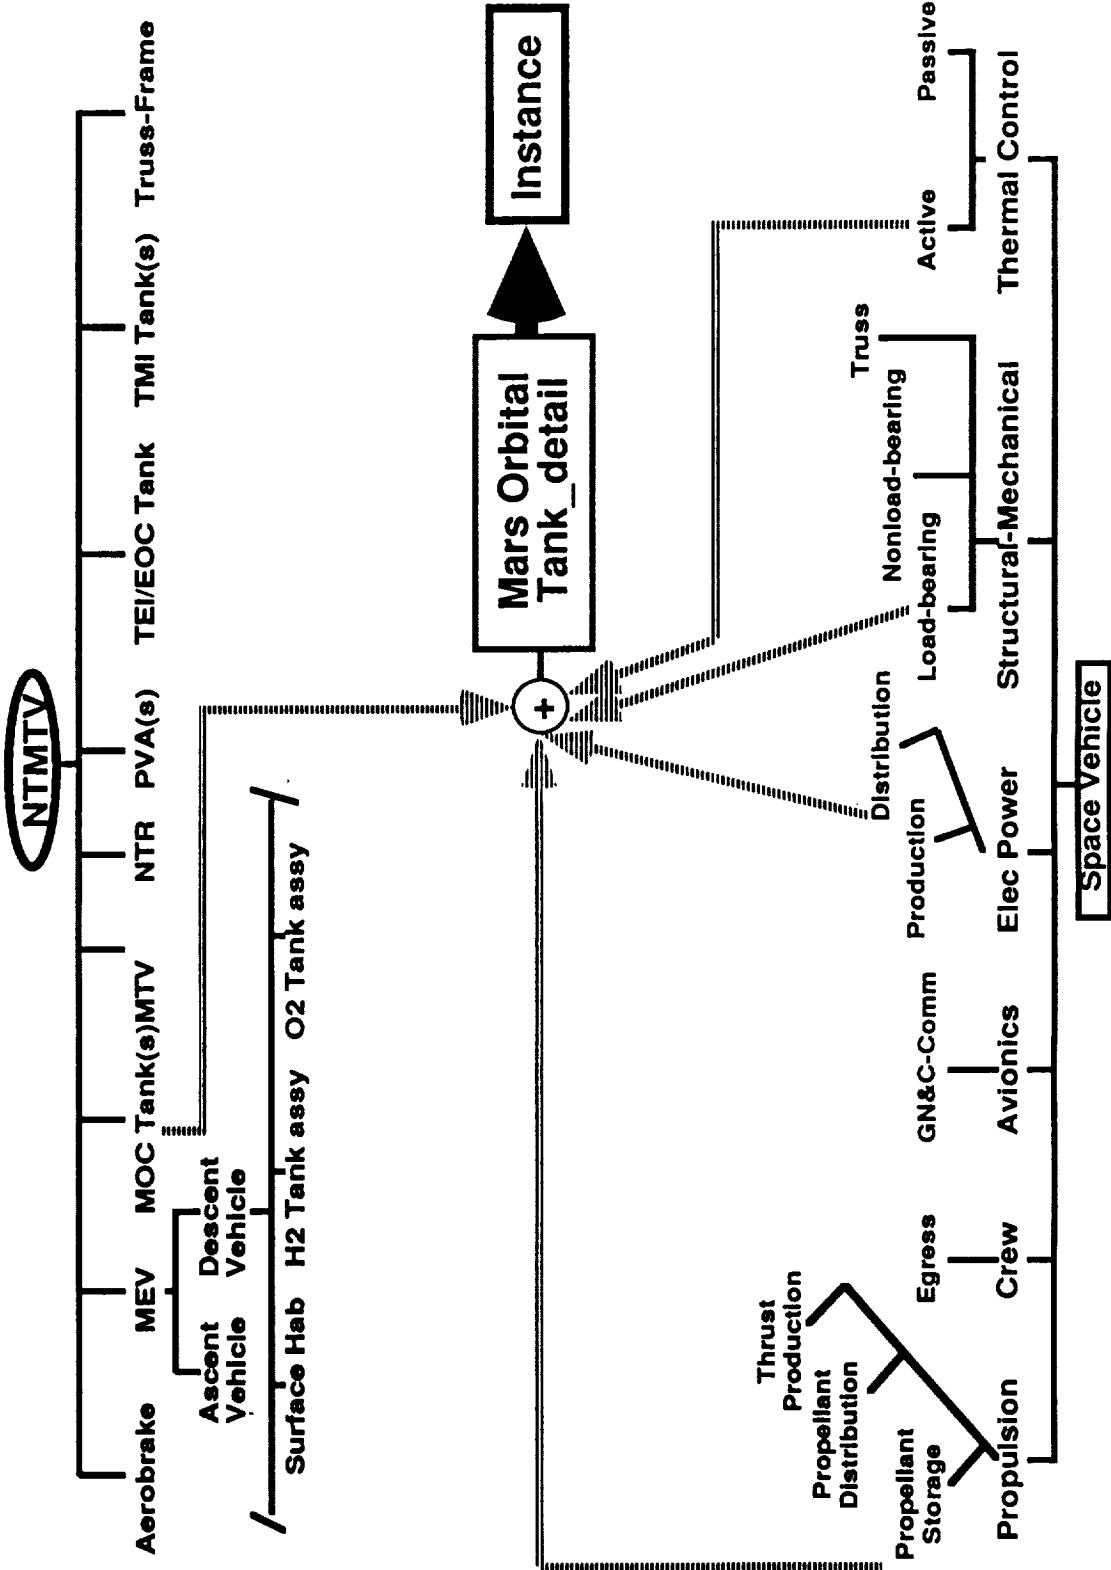 NTMTV
Aerobrake
MEV
MOC Tank(s)
MTV
NTR
PVA(s)
TEI/EOC Tank
TMI Tank(s)
Truss-Frame
Ascent
Vehicle
Descent
Vehicle
Surface Hab
H2 Tank assy
O2 Tank assy
+
Mars Orbital
Tank_detail
Instance
Thrust
Production
Propellant
Distribution
Propellant
Storage
Egress
GN&C-Comm
Production
Distribution
Load-bearing
Nonload-bearing
Truss
Active
Passive
Propulsion
Crew
Avionics
Elec Power
Structural-Mechanical
Thermal Control
Space Vehicle